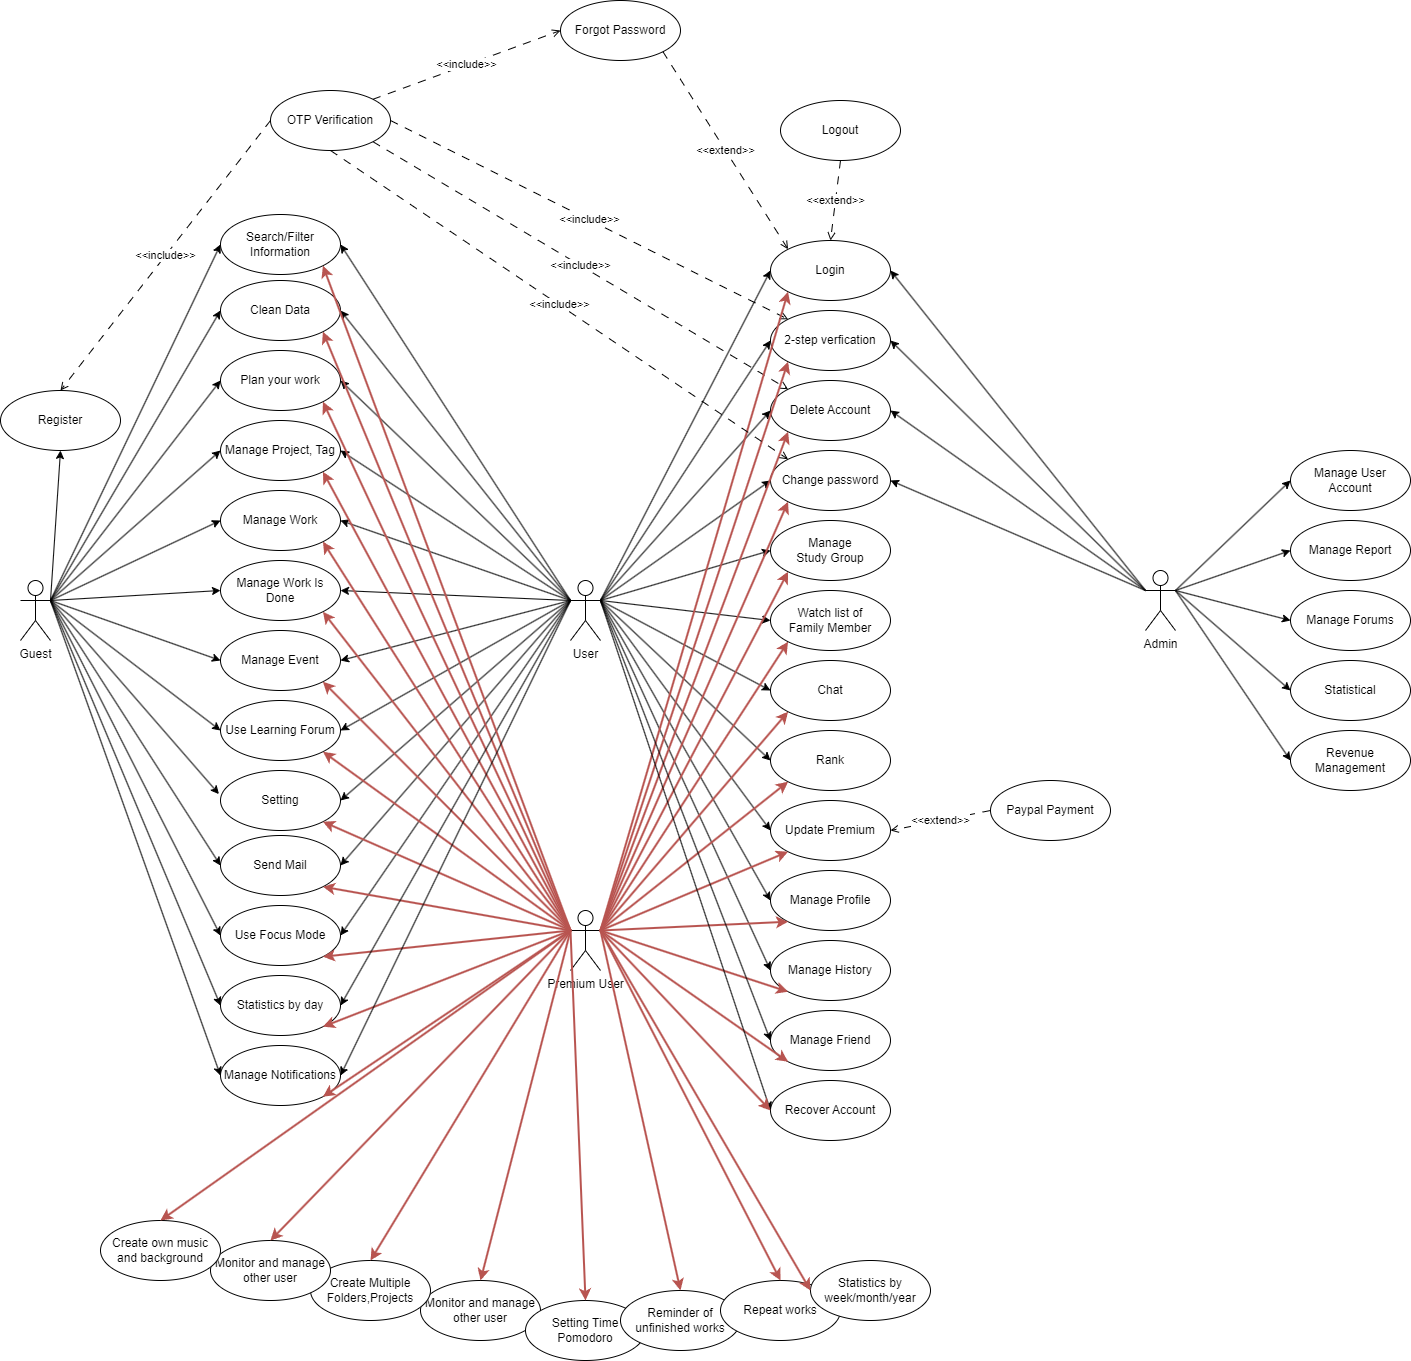 Forgot Password
<<include>>
OTP Verification
Logout
<<extend>>
<<extend>>
<<include>>
Search/Filter
Information
<<include>>
<<include>>
Login
<<include>>
Clean Data
2-step verfication
Plan your work
Delete Account
Register
Manage Project, Tag
Change password
Manage User
Account
Manage Work
Manage
Study Group
Manage Report
Manage Work Is
Done
Watch list of
Family Member
Manage Forums
Guest
User
Admin
Manage Event
Chat
Statistical
Use Learning Forum
Rank
Revenue
Management
Setting
Update Premium
<<extend>>
Paypal Payment
Send Mail
Manage Profile
Use Focus Mode
Premium User
Manage History
Statistics by day
Manage Friend
Manage Notifications
Recover Account
Create own music
and background
Monitor and manage
other user
Create Multiple
Folders,Projects
Monitor and manage
other user
Setting Time
Pomodoro
Reminder of
unfinished works
Repeat works
Statistics by
week/month/year